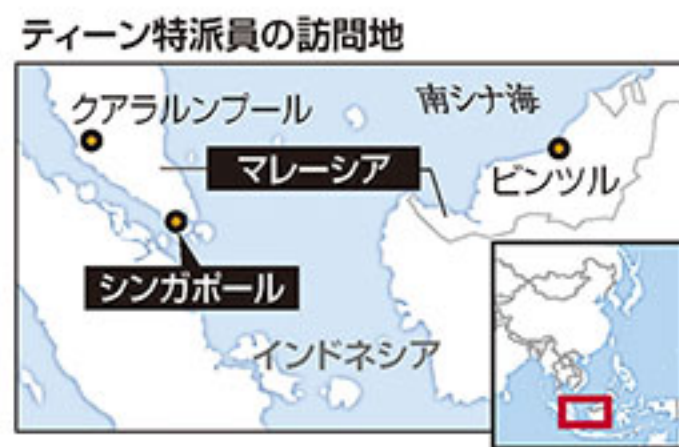 ティーン特派員の訪問地
クアラルンプール
南シナ海
マレーシア
ビンツル
シンガポール
インドネシア